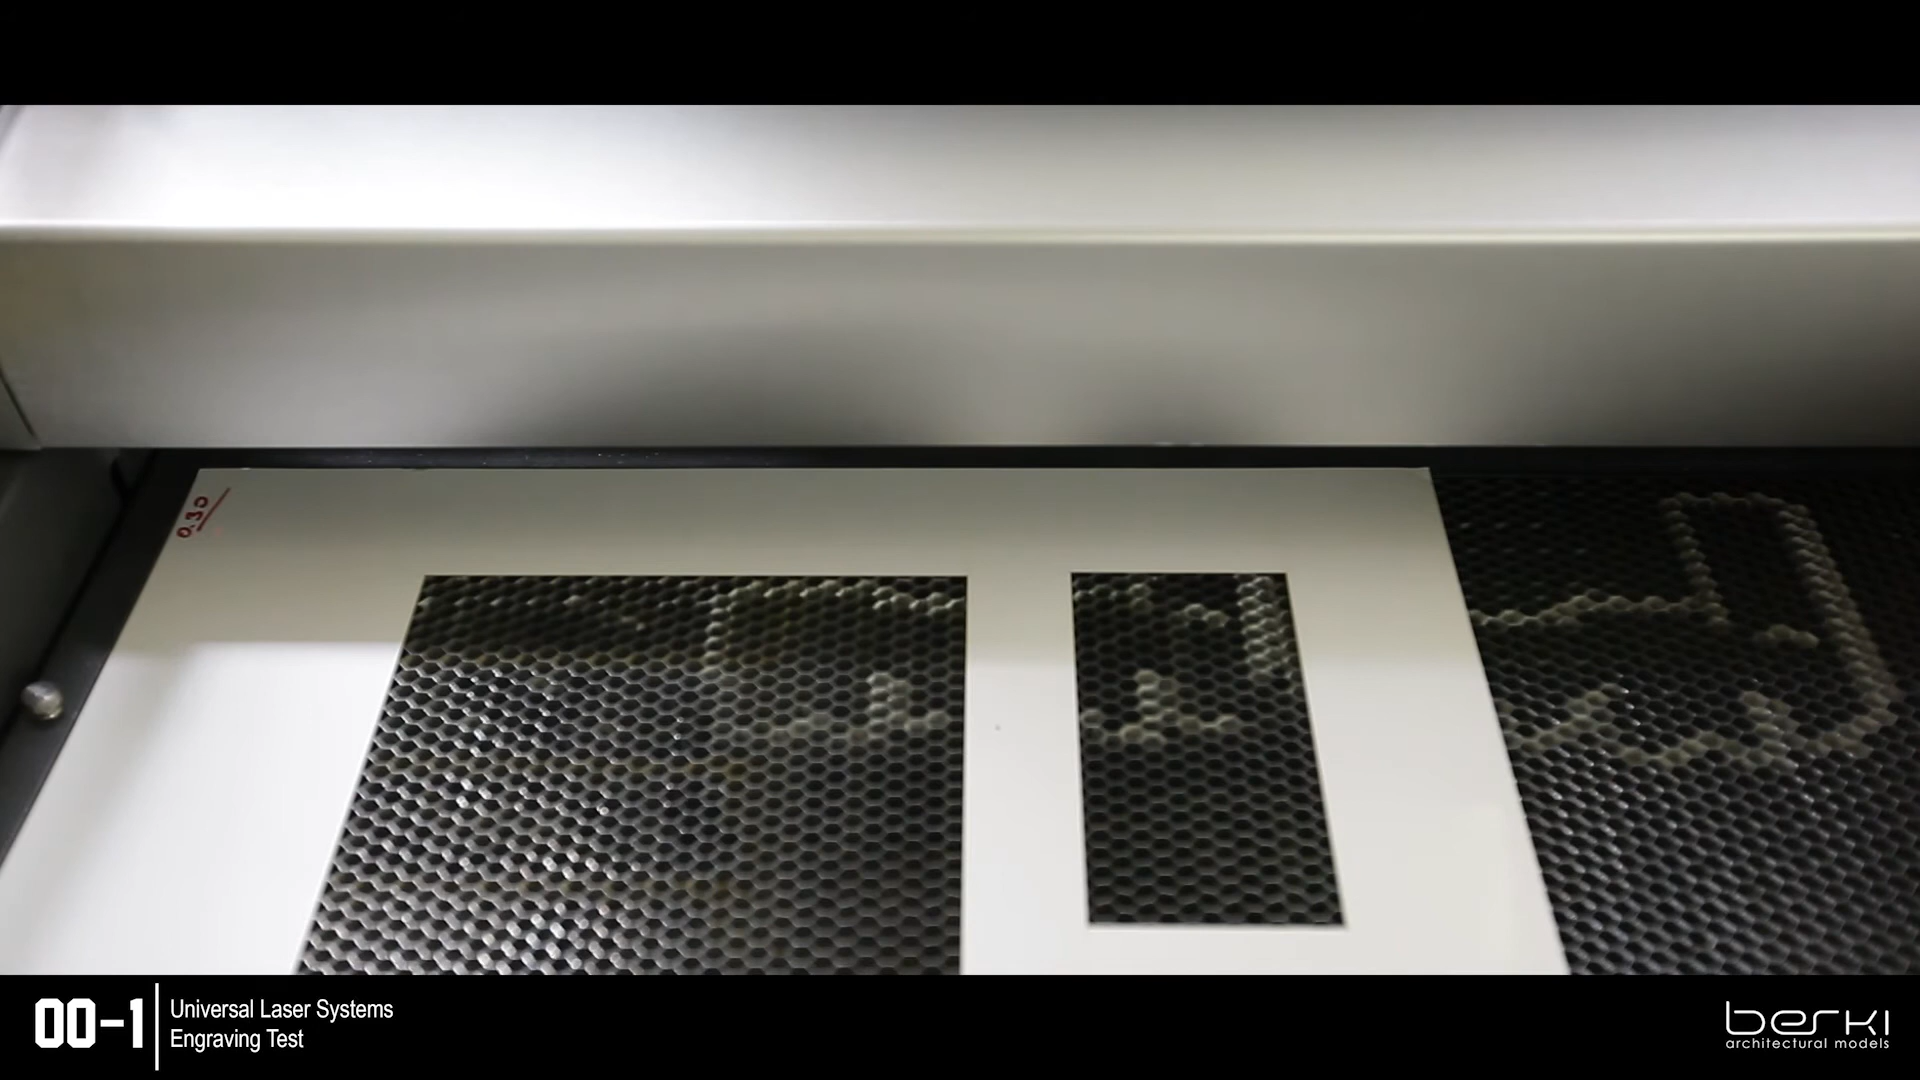 0.30
00-1
Universal Laser Systems
Engraving Test
berki
architectural models